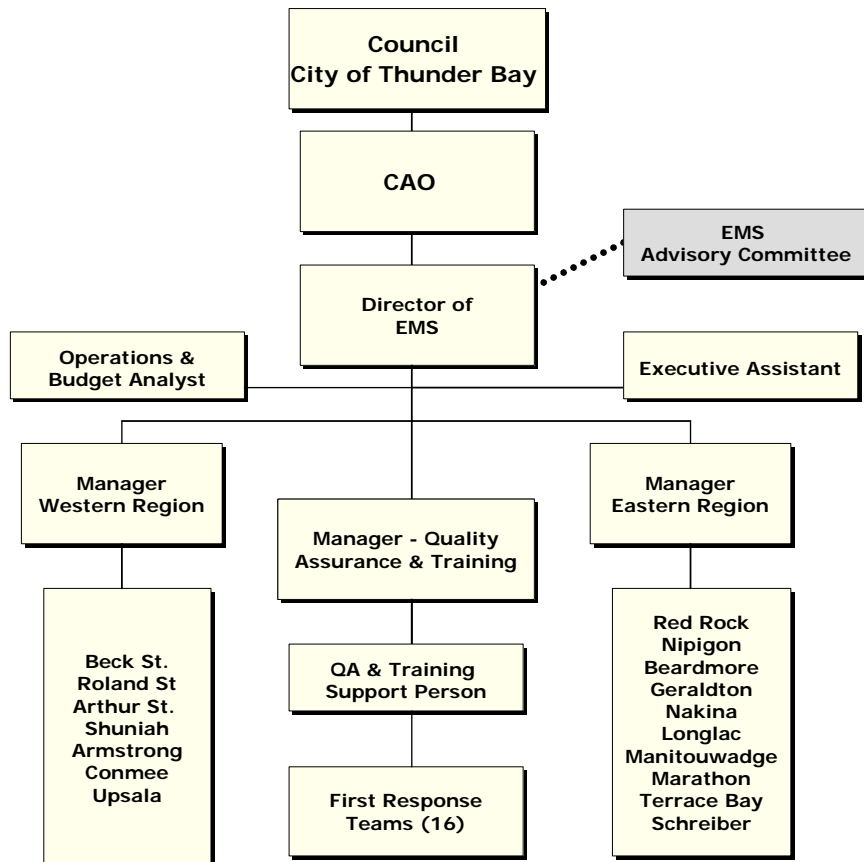 Council
City of Thunder Bay
CAO
EMS
Advisory Committee
Director of
EMS
Operations &
Budget Analyst
Executive Assistant
Manager
Western Region
Manager - Quality
Assurance & Training
Manager
Eastern Region
Beck St.
Roland St
Arthur St.
Shuniah
Armstrong
Conmee
Upsala
QA & Training
Support Person
First Response
Teams (16)
Red Rock
Nipigon
Beardmore
Geraldton
Nakina
Longlac
Manitouwadge
Marathon
Terrace Bay
Schreiber